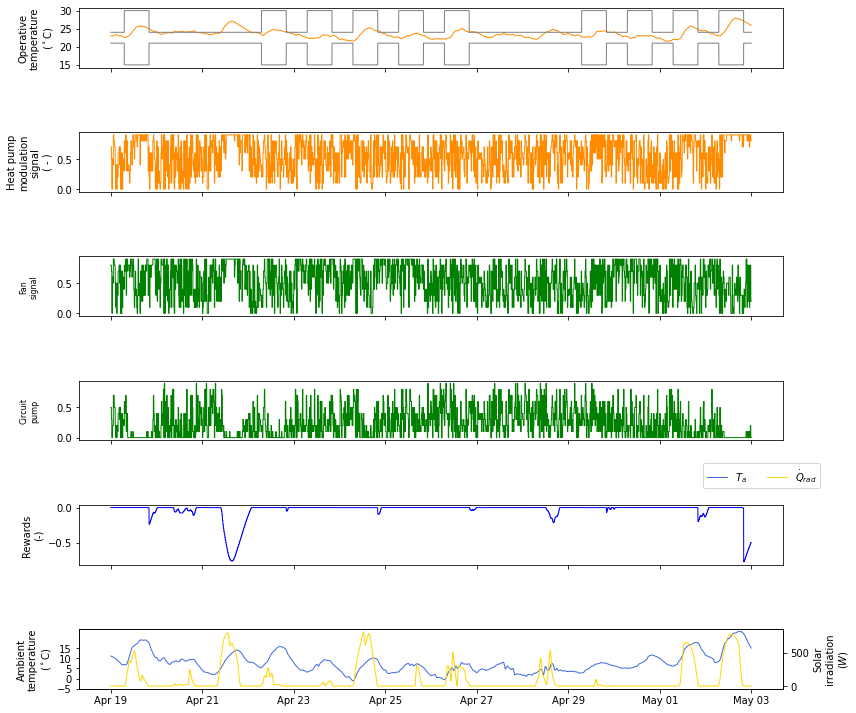 Operative
temperature
(°C)
30
25
20
15
Heat pump
modulation
signal
( - )
0.5
0.0
Fan
signal
0.5
0.0
Circuit
pump
0.5
0.0
T_a
Q̇_rad
Rewards
(-)
0.0
−0.5
Ambient
temperature
(°C)
15
10
5
0
−5
500
0
Solar
irradiation
(W)
Apr 19 Apr 21 Apr 23 Apr 25 Apr 27 Apr 29 May 01 May 03